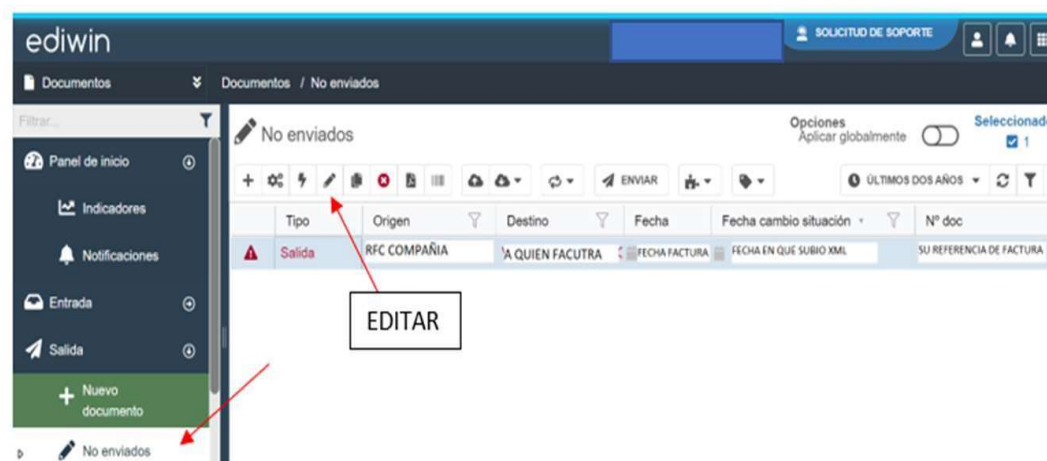 ediwin
SOLICITUD DE SOPORTE
Documentos
Documentos / No enviados
Filtrar...
No enviados
Opciones
Aplicar globalmente
Seleccionado
1
Panel de inicio
ENVIAR
ÚLTIMOS DOS AÑOS
Indicadores
Tipo Origen Destino Fecha Fecha cambio situación Nº doc
Notificaciones
Salida RFC COMPAÑIA 'A QUIEN FACUTRA FECHA FACTURA FECHA EN QUE SUBIO XML SU REFERENCIA DE FACTURA
Entrada
EDITAR
Salida
Nuevo
documento
No enviados